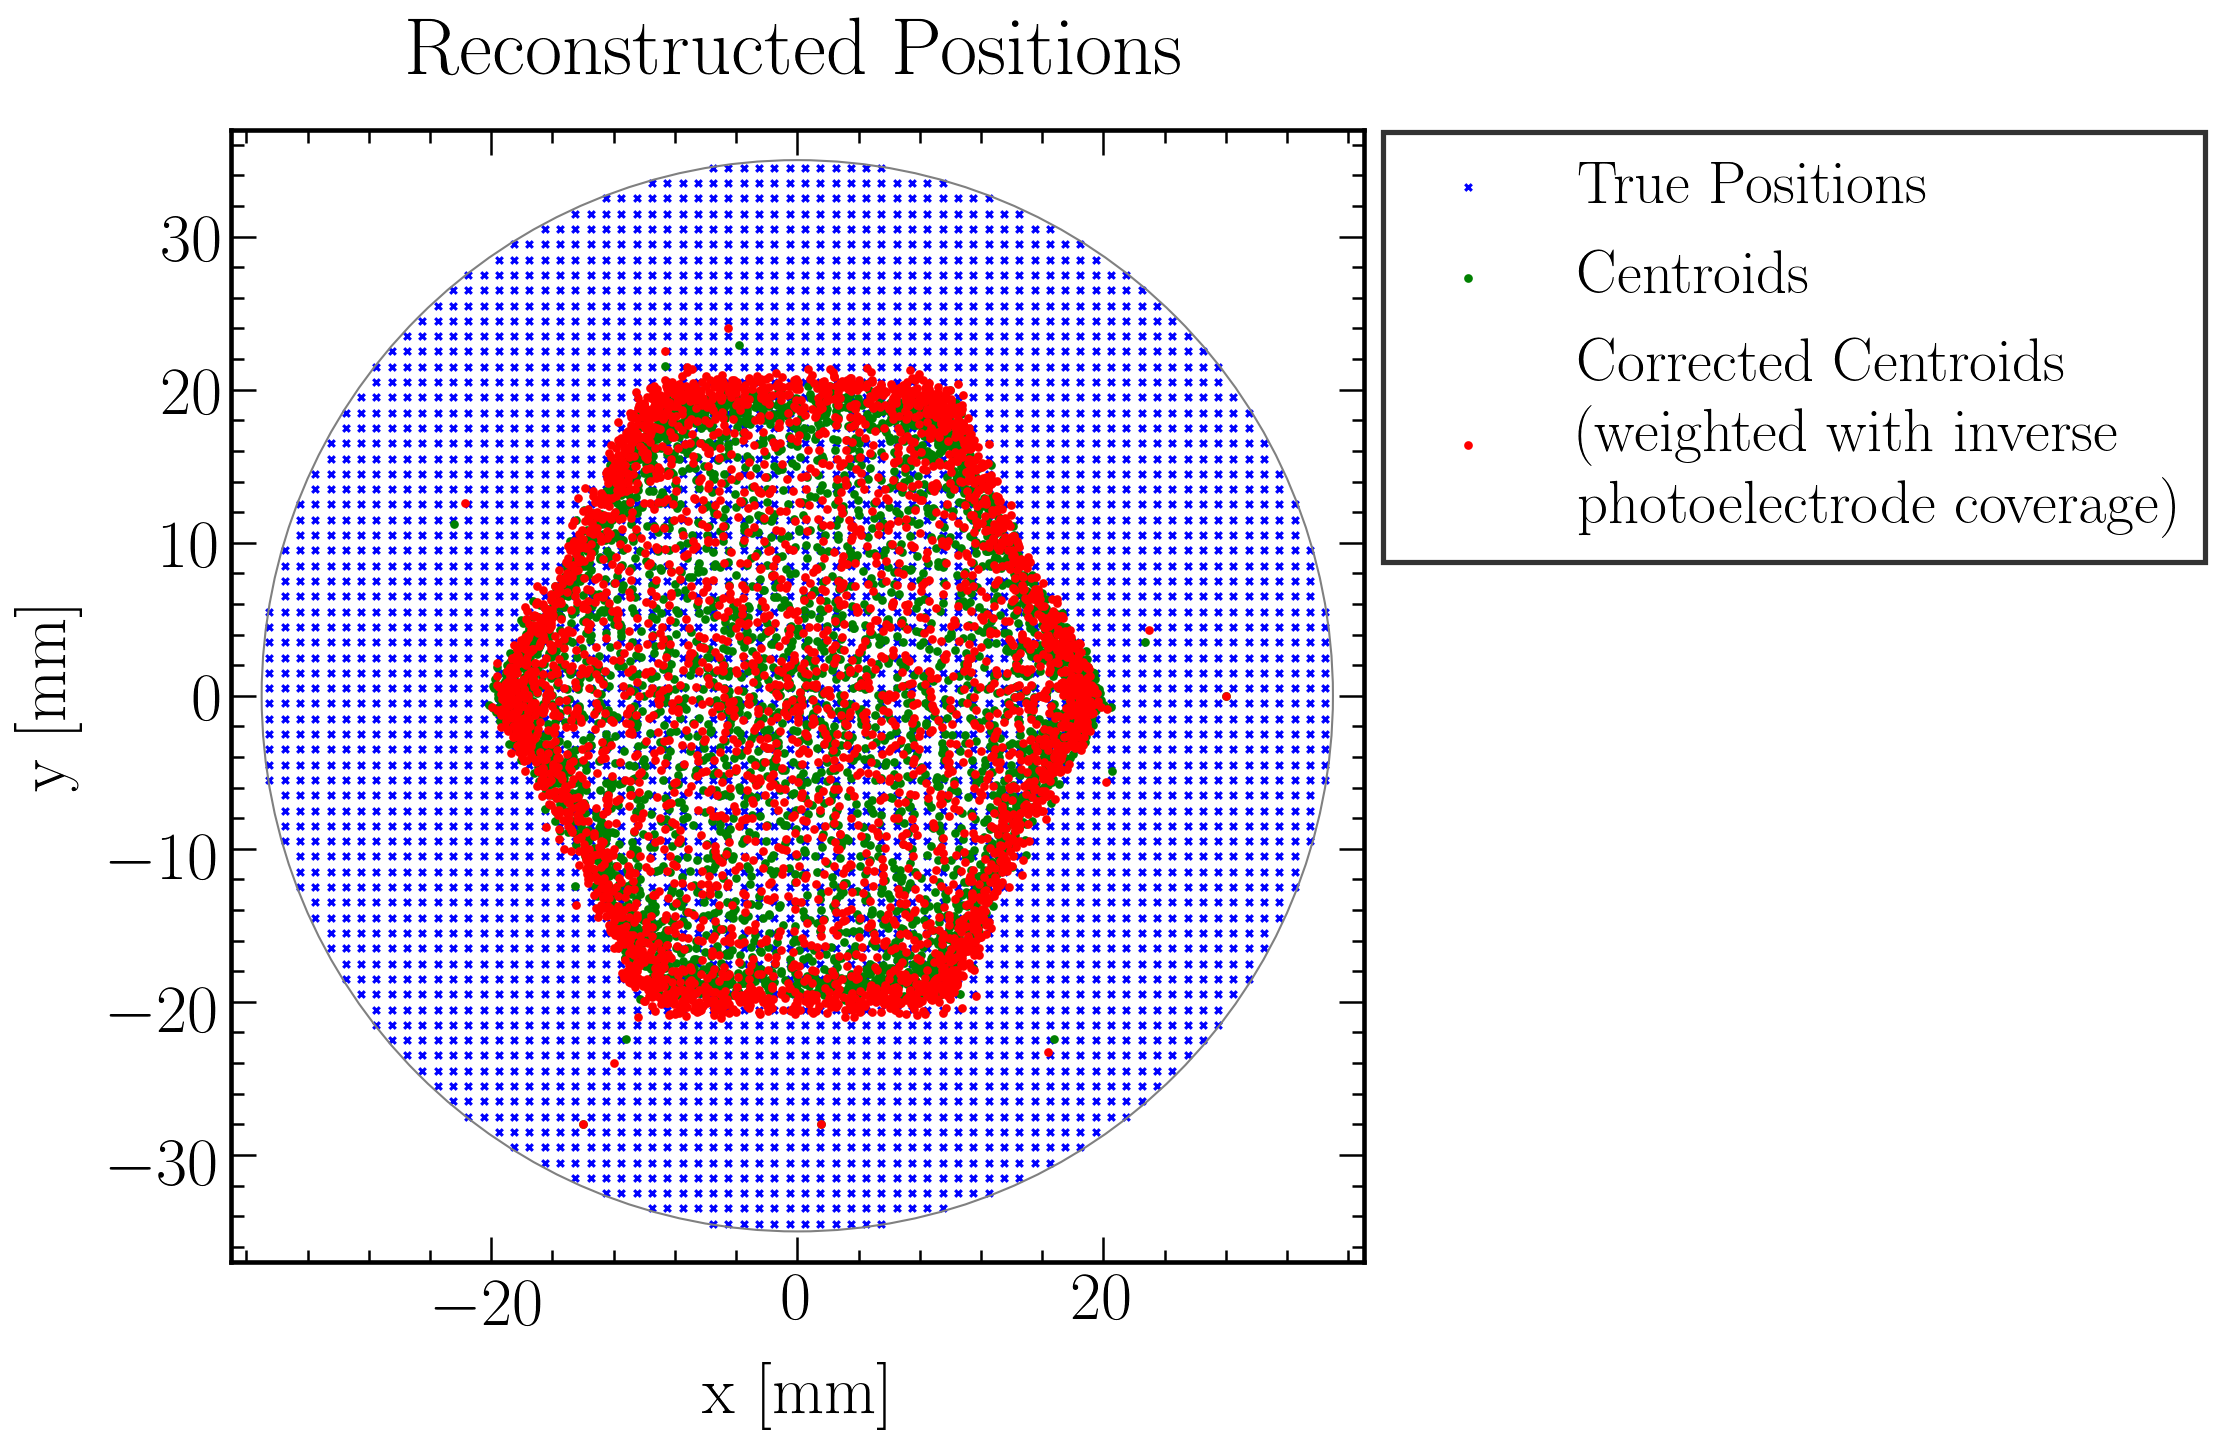 Reconstructed Positions
True Positions
Centroids
Corrected Centroids
(weighted with inverse
photoelectrode coverage)
30
20
10
0
−10
−20
−30
y [mm]
−20 0 20
x [mm]